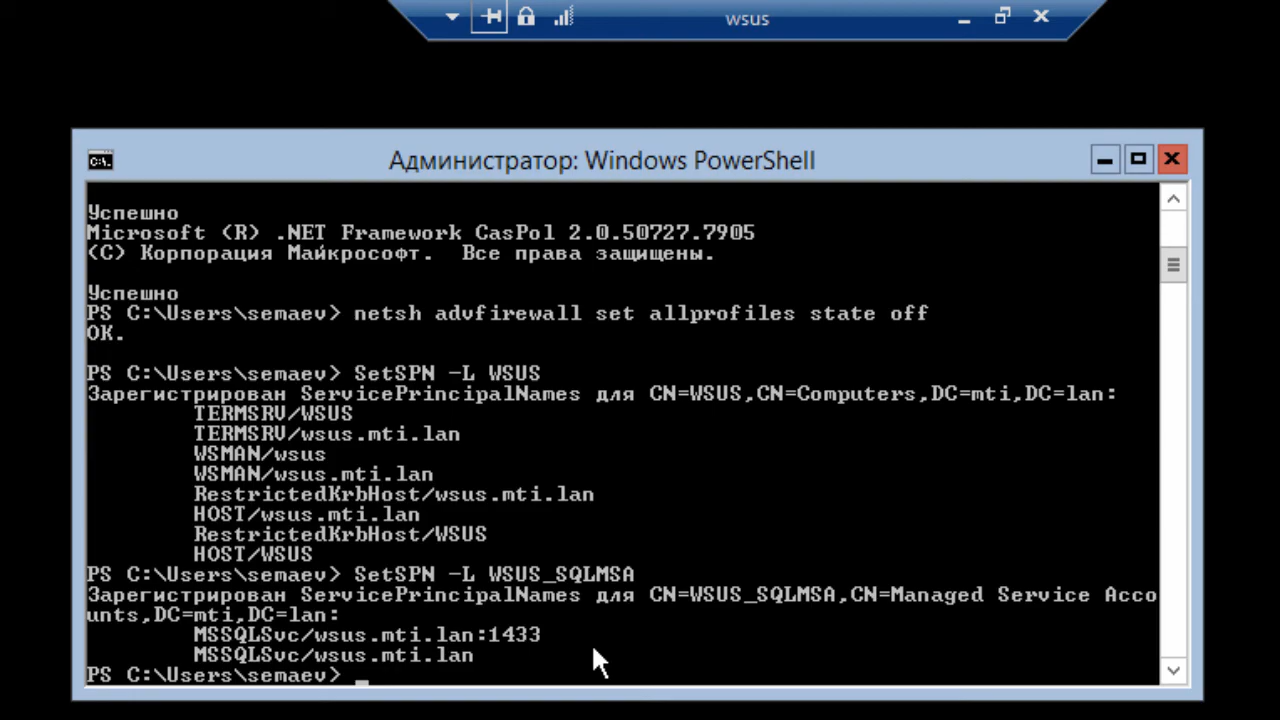 wsus
Администратор: Windows PowerShell
Успешно
Microsoft (R) .NET Framework CasPol 2.0.50727.7905
(C) Корпорация Майкрософт.  Все права защищены.
Успешно
PS C:\Users\semaev> netsh advfirewall set allprofiles state off
OK.
PS C:\Users\semaev> SetSPN -L WSUS
Зарегистрирован ServicePrincipalNames для CN=WSUS,CN=Computers,DC=mti,DC=lan:
TERMSRV/WSUS
TERMSRV/wsus.mti.lan
WSMAN/wsus
WSMAN/wsus.mti.lan
RestrictedKrbHost/wsus.mti.lan
HOST/wsus.mti.lan
RestrictedKrbHost/WSUS
HOST/WSUS
PS C:\Users\semaev> SetSPN -L WSUS_SQLMSA
Зарегистрирован ServicePrincipalNames для CN=WSUS_SQLMSA,CN=Managed Service Acco
unts,DC=mti,DC=lan:
MSSQLSvc/wsus.mti.lan:1433
MSSQLSvc/wsus.mti.lan
PS C:\Users\semaev> _